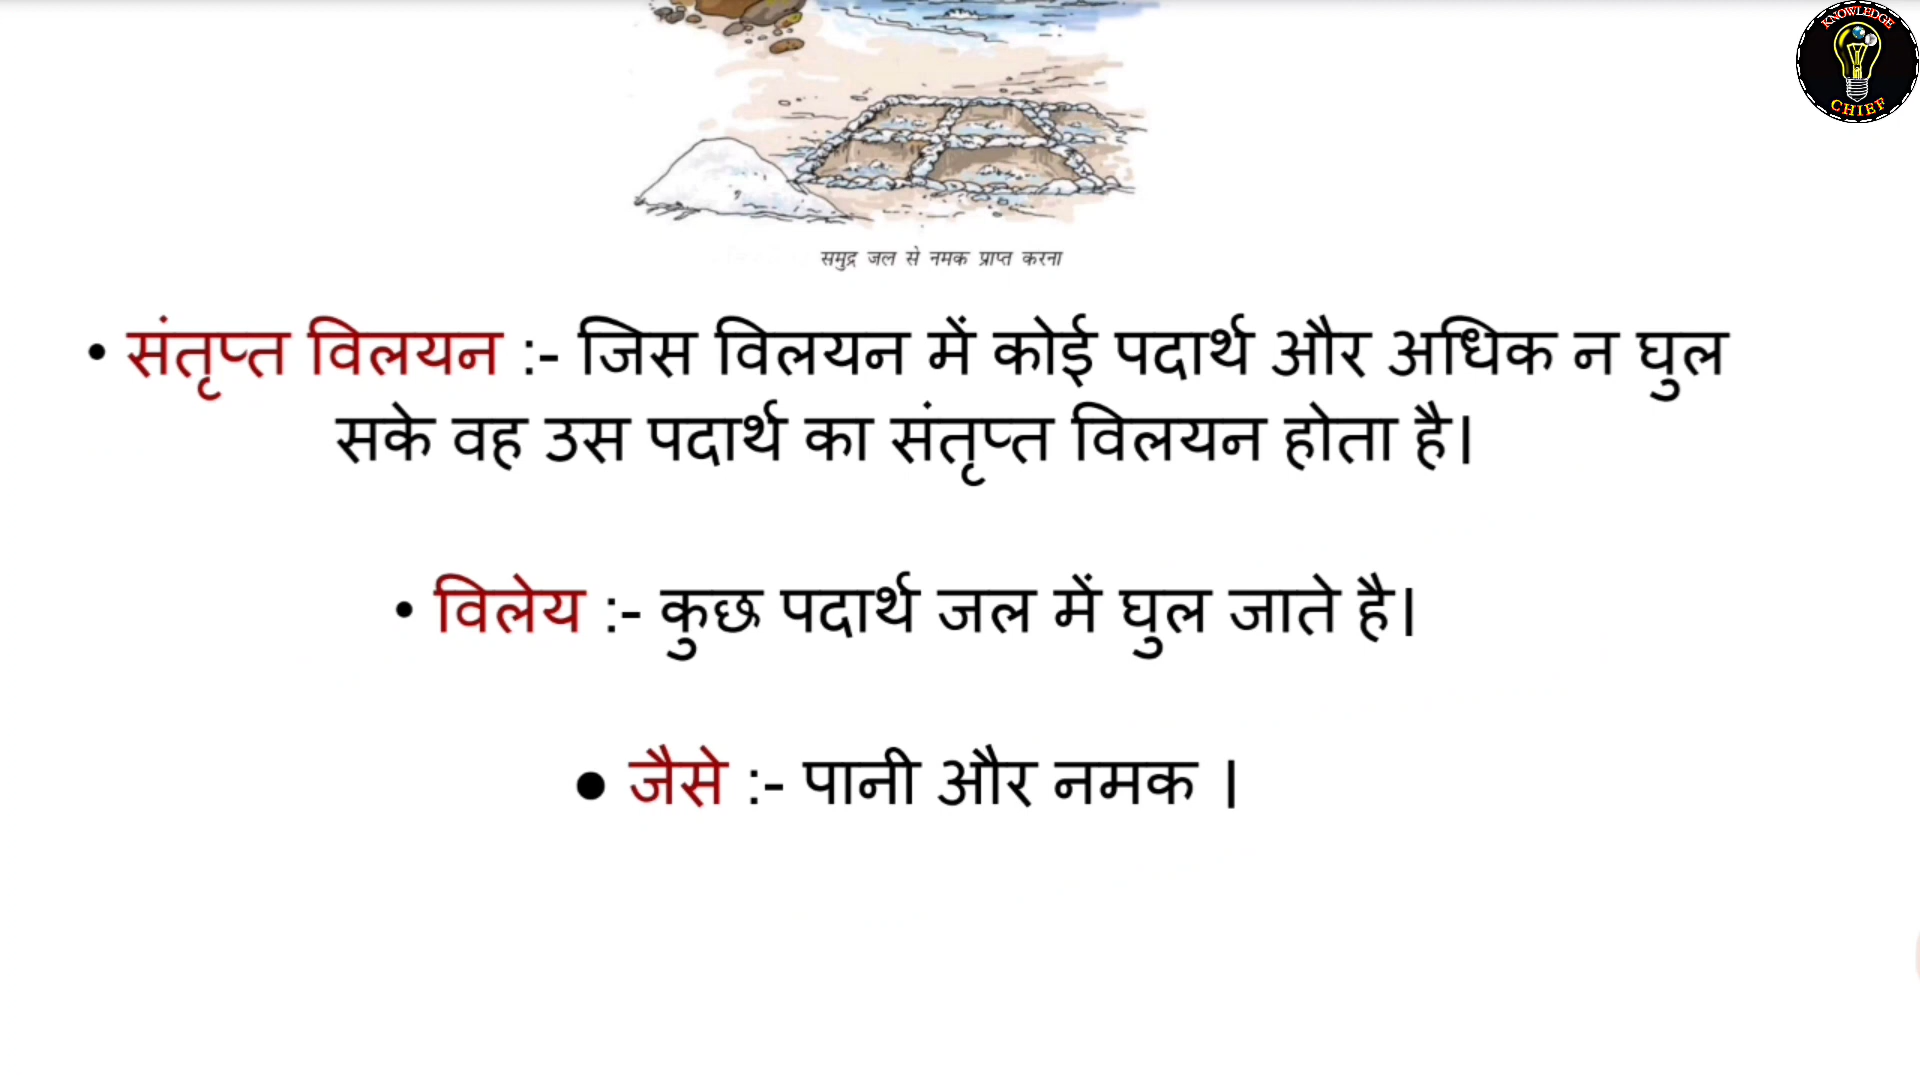 KNOWLEDGE
CHIEF
समुद्र जल से नमक प्राप्त करना
• संतृप्त विलयन :- जिस विलयन में कोई पदार्थ और अधिक न घुल
सके वह उस पदार्थ का संतृप्त विलयन होता है।
• विलेय :- कुछ पदार्थ जल में घुल जाते है।
● जैसे :- पानी और नमक ।